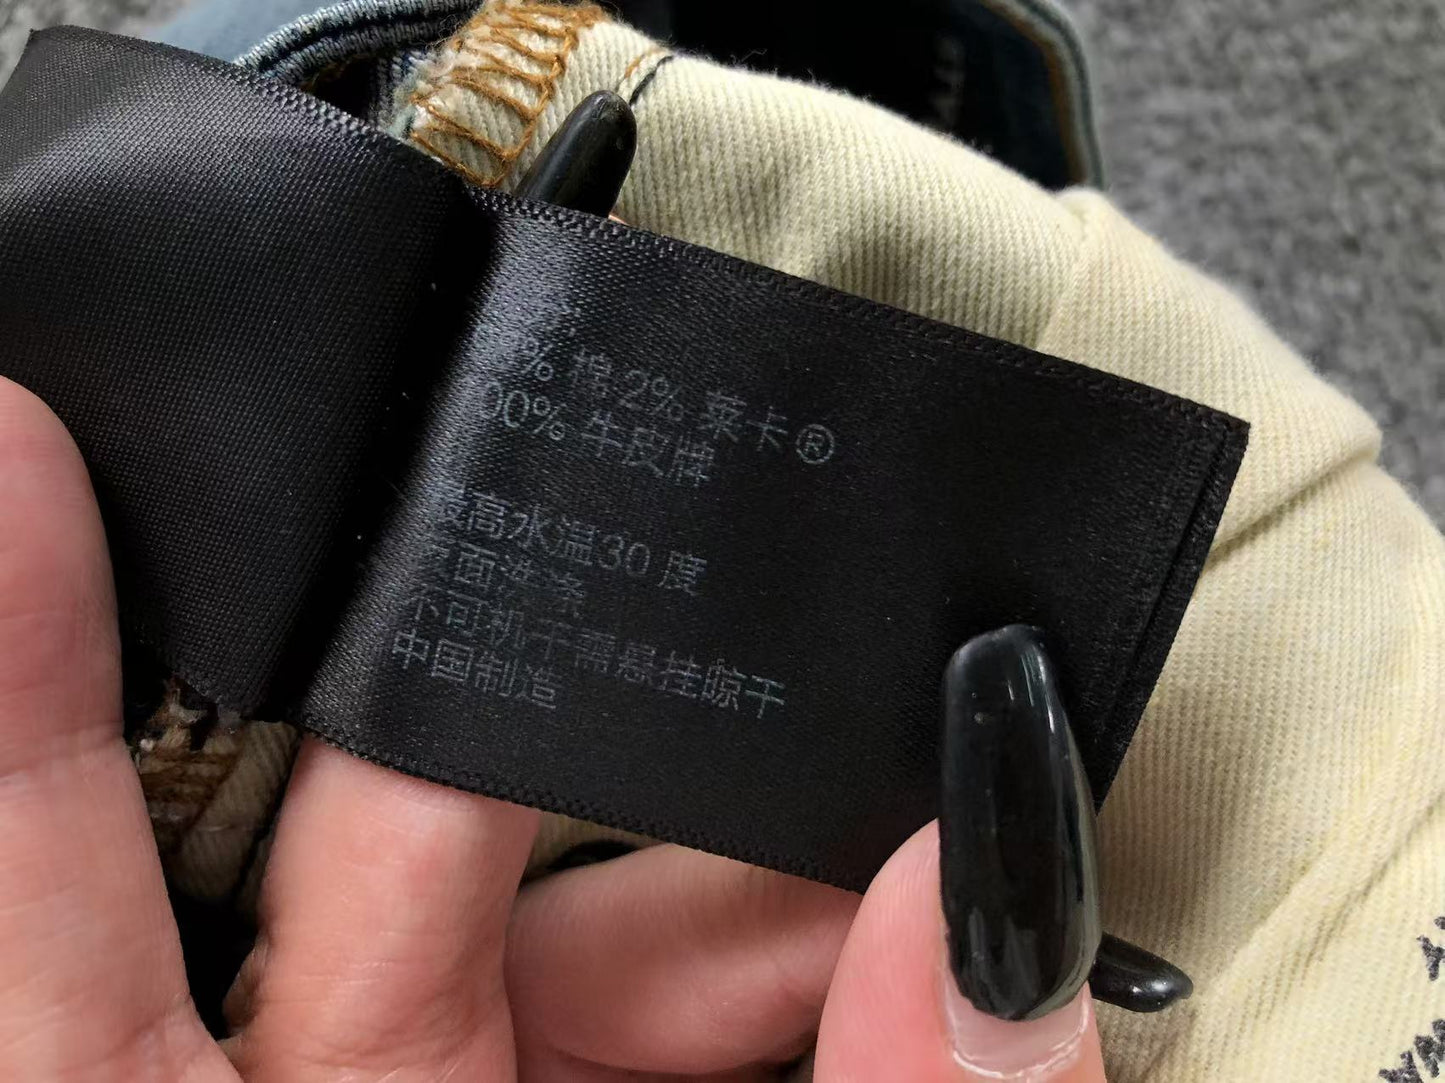 % 棉 2% 莱卡®
00% 牛皮牌
最高水温30 度
面洗涤
不可机干需悬挂晾干
中国制造